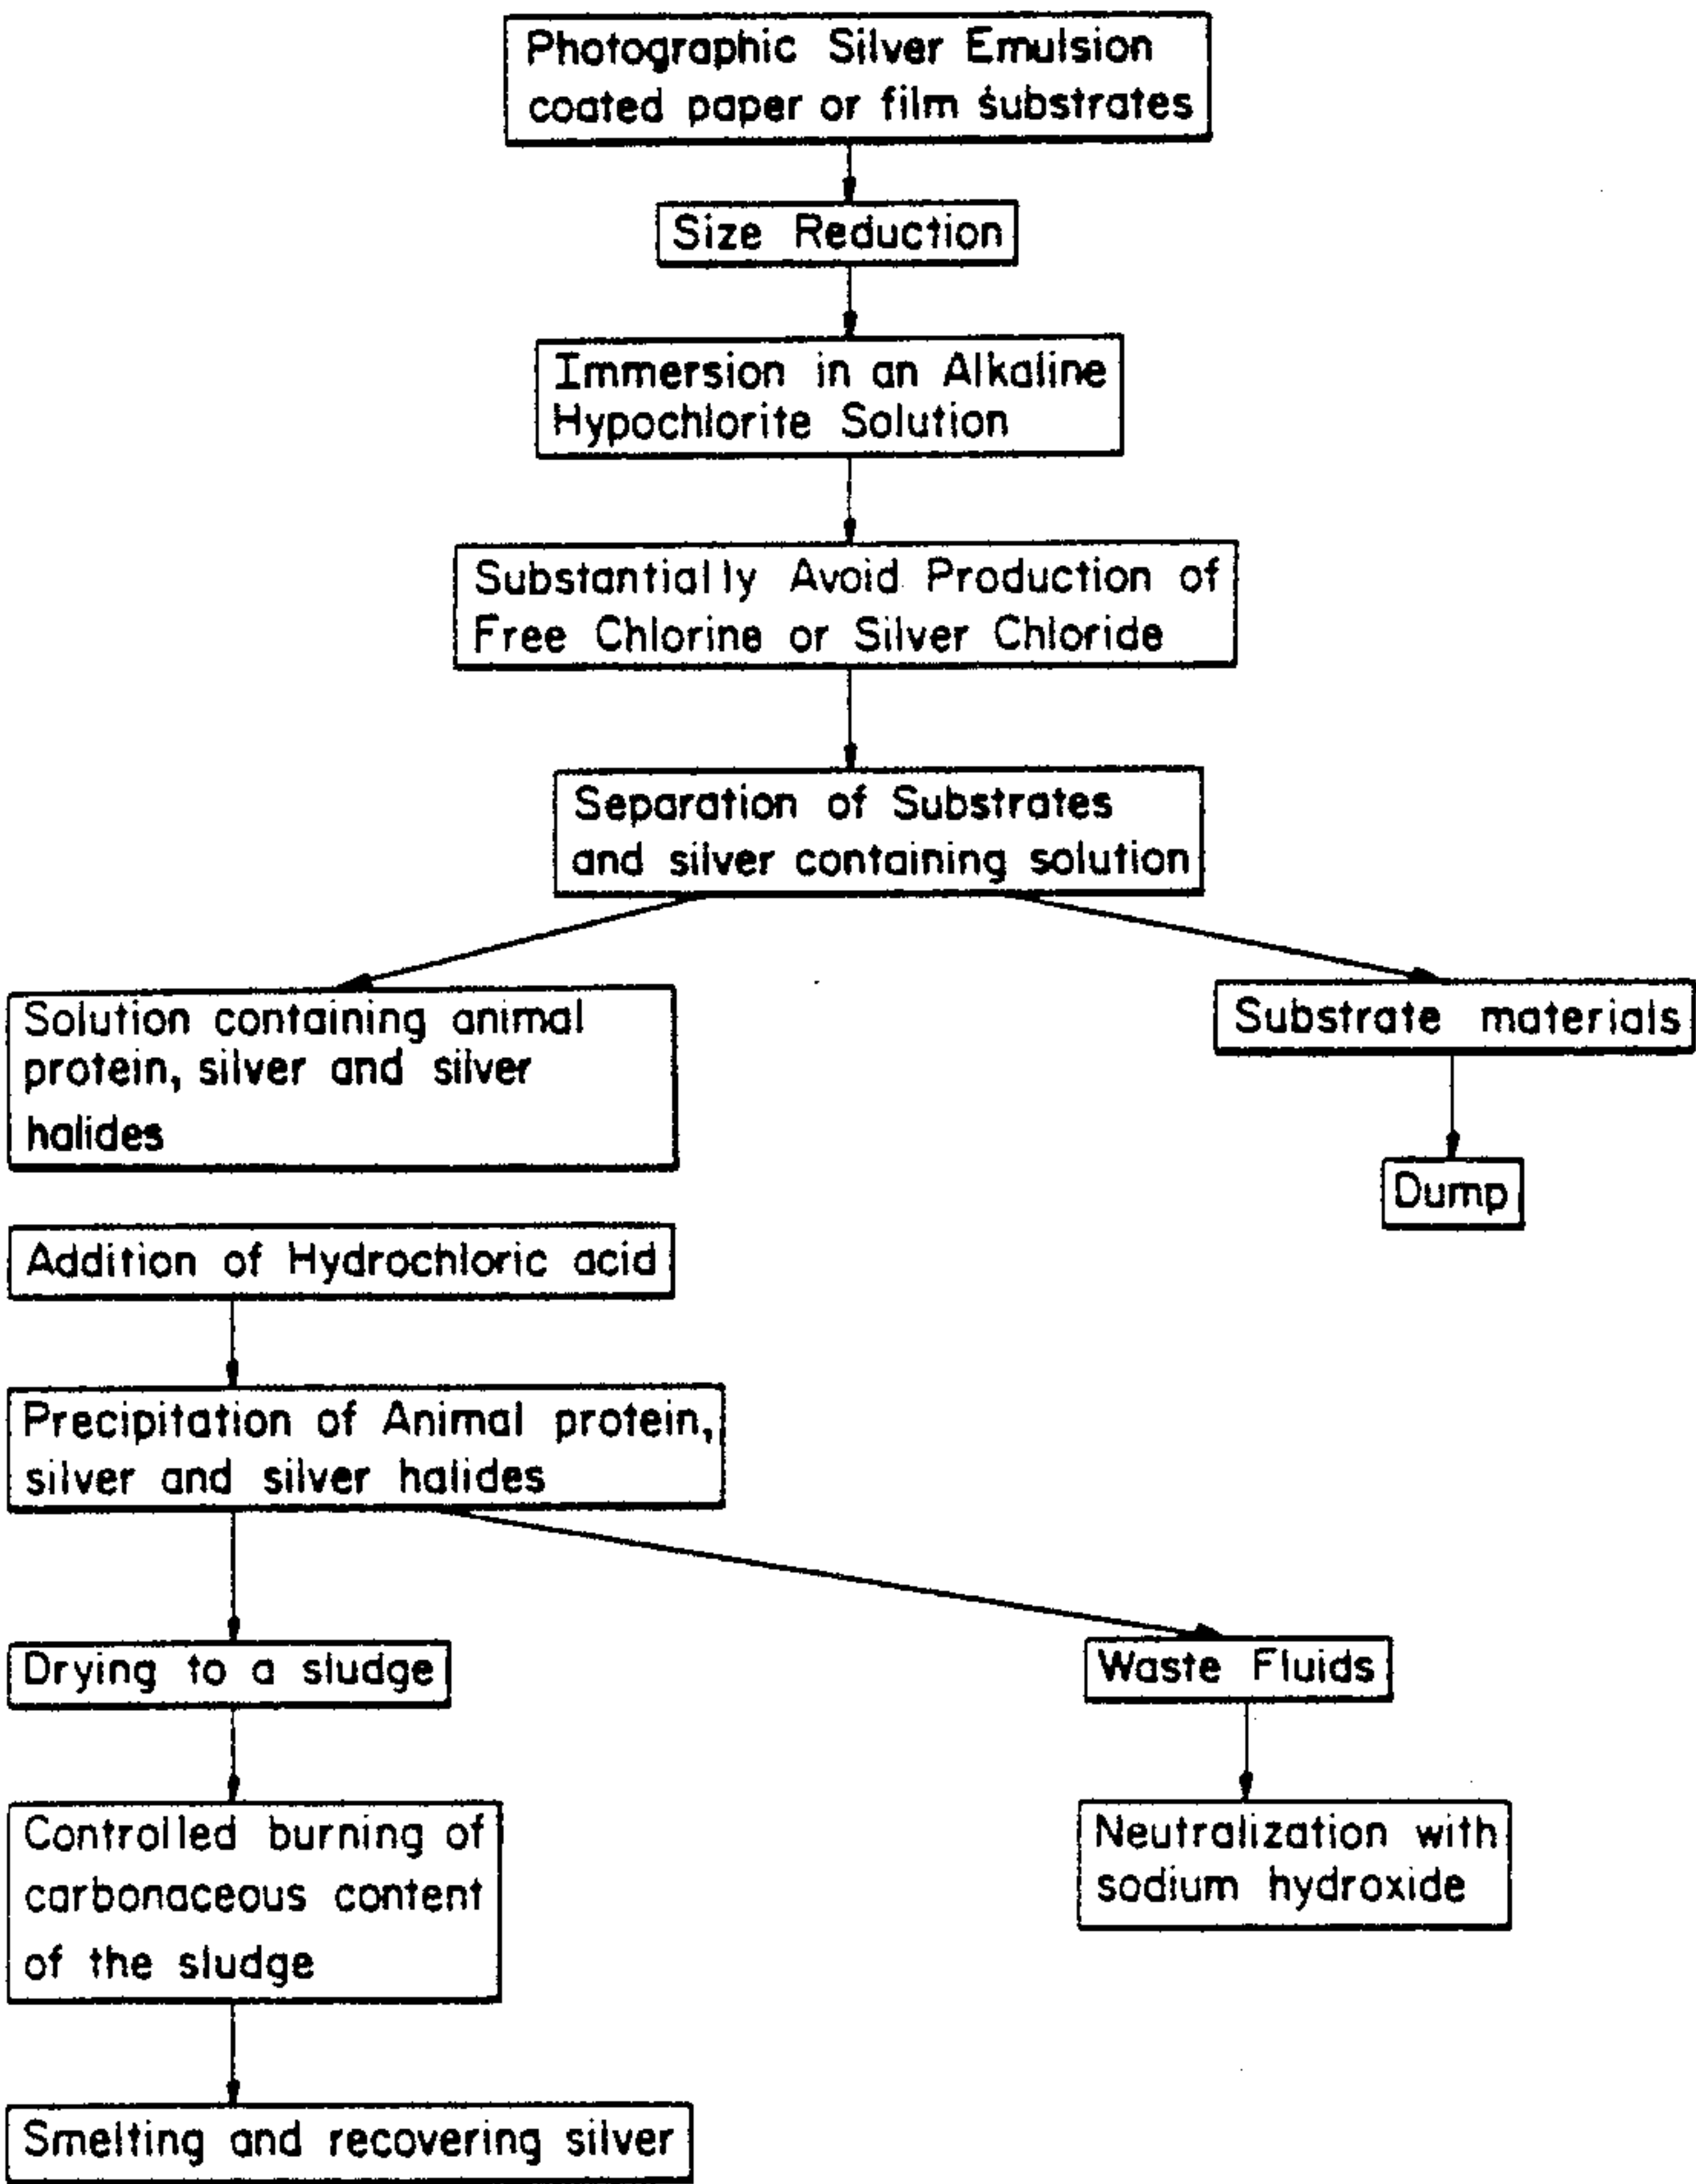 Photographic Silver Emulsion
coated paper or film substrates
Size Reduction
Immersion in an Alkaline
Hypochlorite Solution
Substantially Avoid Production of
Free Chlorine or Silver Chloride
Separation of Substrates
and silver containing solution
Solution containing animal
protein, silver and silver
halides
Substrate materials
Dump
Addition of Hydrochloric acid
Precipitation of Animal protein,
silver and silver halides
Drying to a sludge
Waste Fluids
Controlled burning of
carbonaceous content
of the sludge
Neutralization with
sodium hydroxide
Smelting and recovering silver